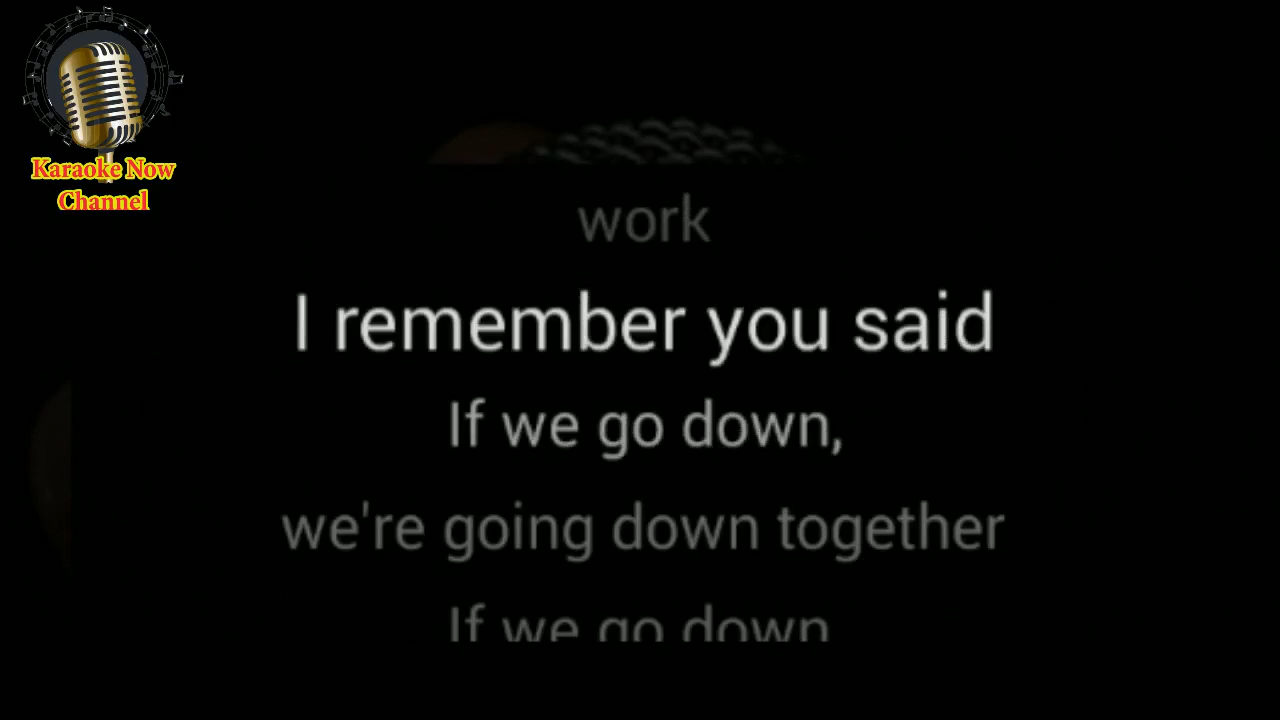 Karaoke Now
Channel
work
I remember you said
If we go down,
we're going down together
If we go down